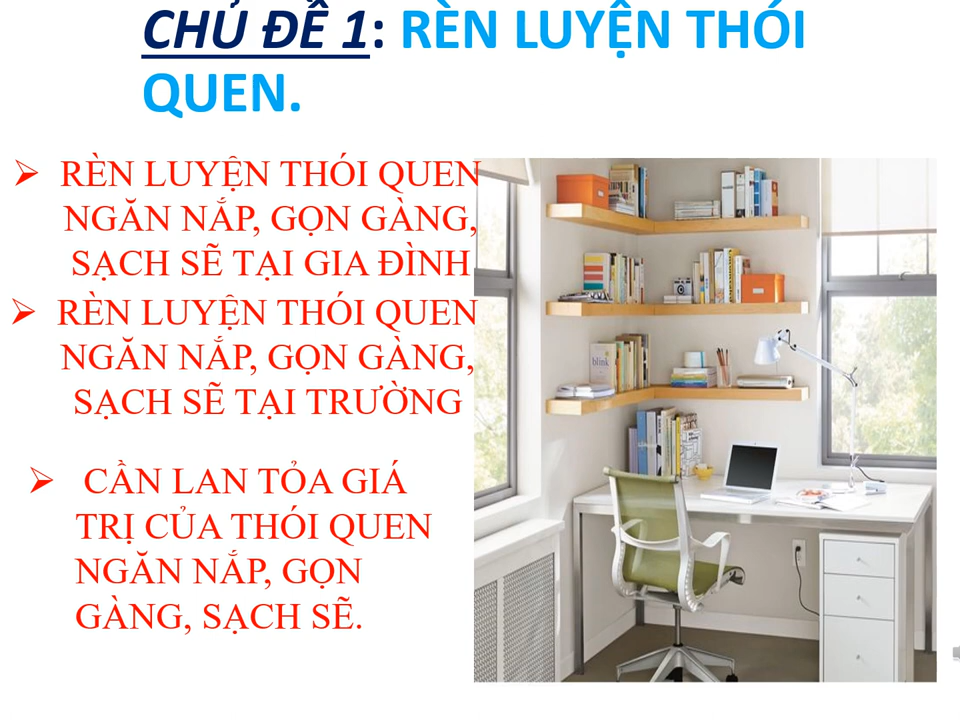 CHỦ ĐỀ 1: RÈN LUYỆN THÓI
QUEN.
➢ RÈN LUYỆN THÓI QUEN
NGĂN NẮP, GỌN GÀNG,
SẠCH SẼ TẠI GIA ĐÌNH
➢ RÈN LUYỆN THÓI QUEN
NGĂN NẮP, GỌN GÀNG,
SẠCH SẼ TẠI TRƯỜNG
➢ CẦN LAN TỎA GIÁ
TRỊ CỦA THÓI QUEN
NGĂN NẮP, GỌN
GÀNG, SẠCH SẼ.
blink